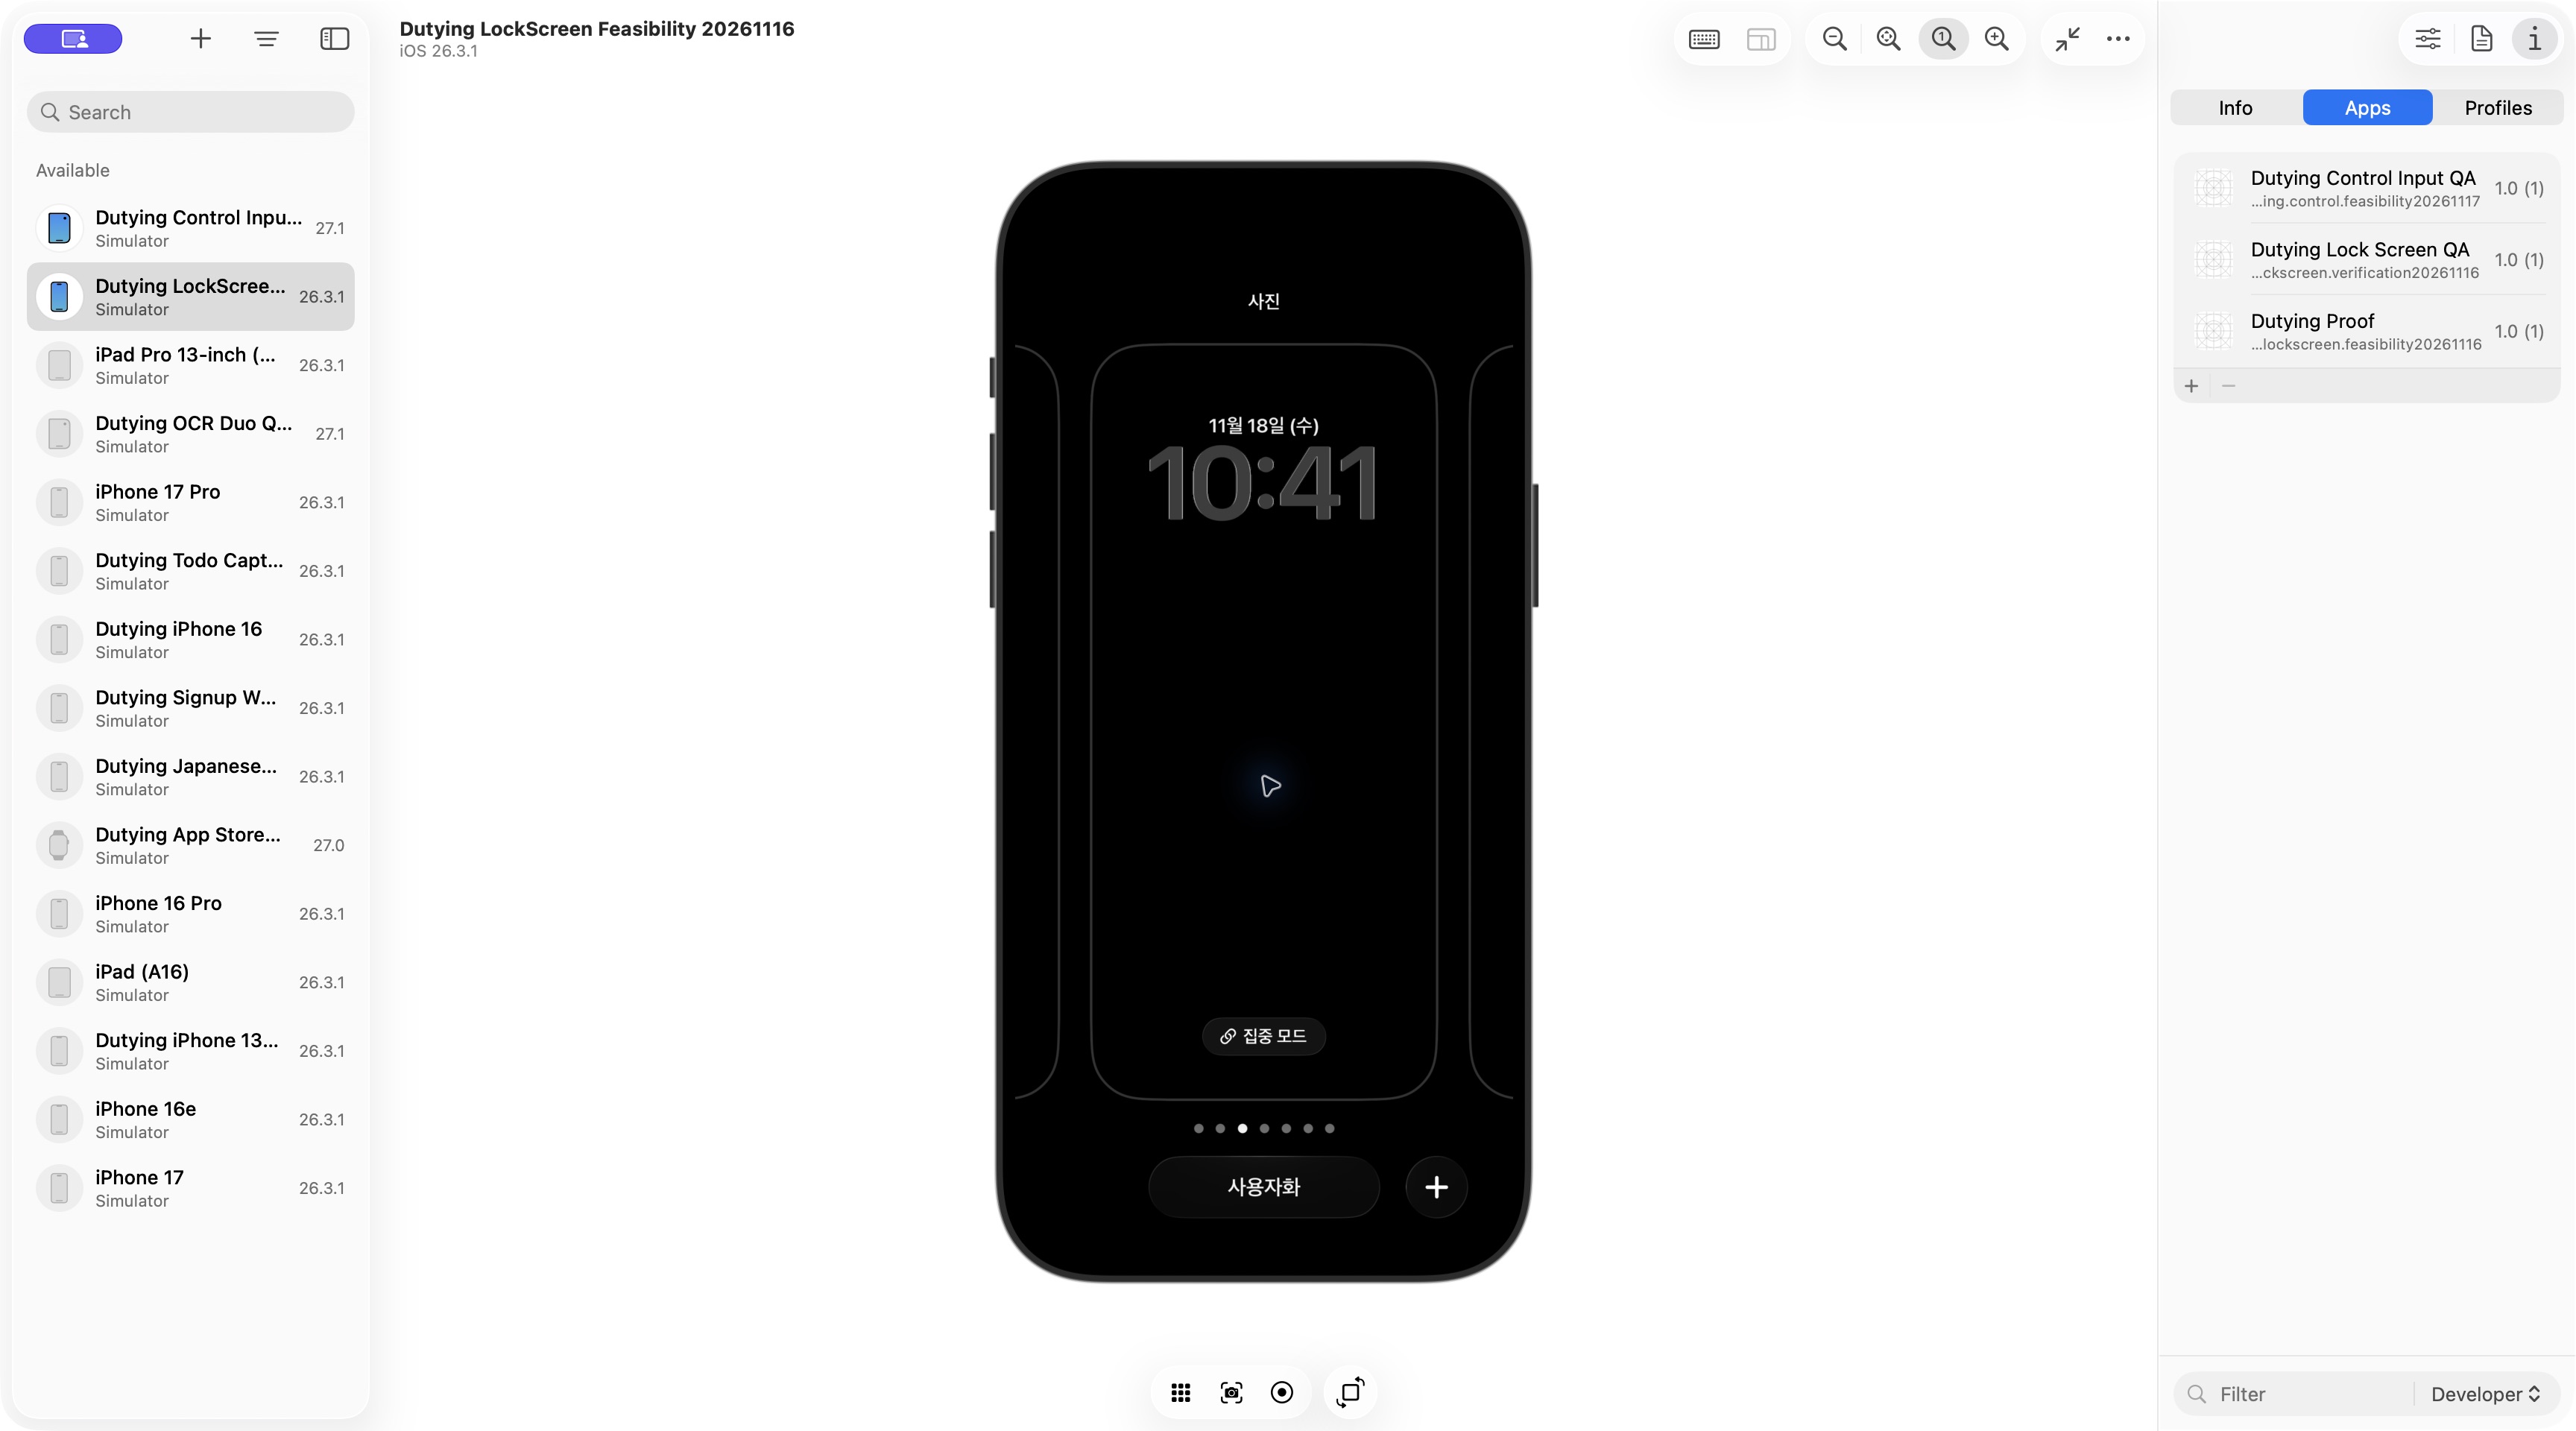 Dutying LockScreen Feasibility 20261116
iOS 26.3.1
Search
Available
Dutying Control Inpu...
Simulator
27.1
Dutying LockScree...
Simulator
26.3.1
iPad Pro 13-inch (...
Simulator
26.3.1
Dutying OCR Duo Q...
Simulator
27.1
iPhone 17 Pro
Simulator
26.3.1
Dutying Todo Capt...
Simulator
26.3.1
Dutying iPhone 16
Simulator
26.3.1
Dutying Signup W...
Simulator
26.3.1
Dutying Japanese...
Simulator
26.3.1
Dutying App Store...
Simulator
27.0
iPhone 16 Pro
Simulator
26.3.1
iPad (A16)
Simulator
26.3.1
Dutying iPhone 13...
Simulator
26.3.1
iPhone 16e
Simulator
26.3.1
iPhone 17
Simulator
26.3.1
사진
11월 18일 (수)
10:41
집중 모드
사용자화
Info
Apps
Profiles
Dutying Control Input QA
...ing.control.feasibility20261117
1.0 (1)
Dutying Lock Screen QA
...ckscreen.verification20261116
1.0 (1)
Dutying Proof
...lockscreen.feasibility20261116
1.0 (1)
Filter
Developer